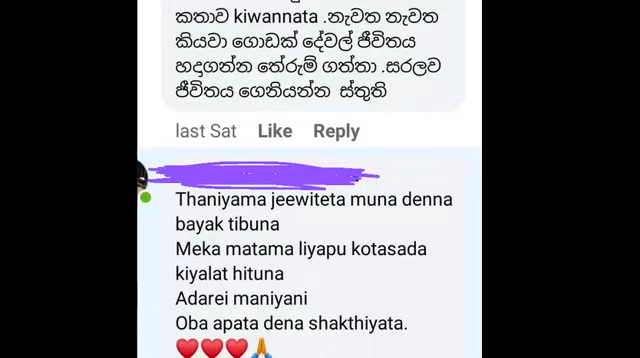 කතාව kiwannata .නැවත නැවත
කියවා ගොඩක් දේවල් ජීවිතය
හදාගන්න තේරුම් ගත්තා .සරලව
ජීවිතය ගෙනියන්න ස්තුති
last Sat Like Reply
Thaniyama jeewiteta muna denna
bayak tibuna
Meka matama liyapu kotasada
kiyalat hituna
Adarei maniyani
Oba apata dena shakthiyata.
❤️❤️❤️🙏